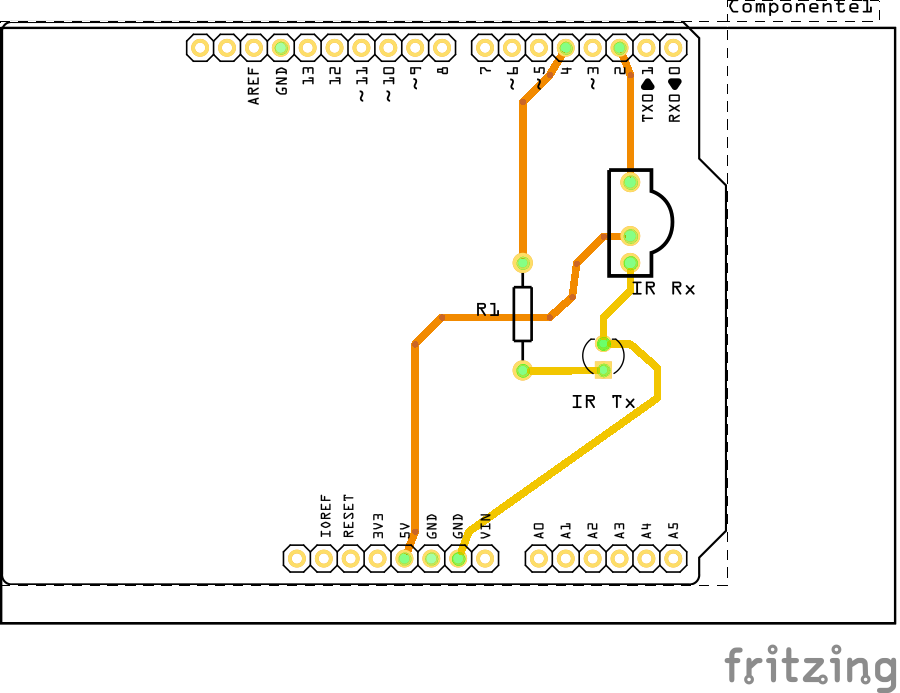 Componente1
AREF
GND
13
12
~11
~10
~9
8
7
~6
~5
4
~3
2
TX0▶1
RX0◀0
IR Rx
R1
IR Tx
IOREF
RESET
3V3
5V
GND
GND
VIN
A0
A1
A2
A3
A4
A5
fritzing